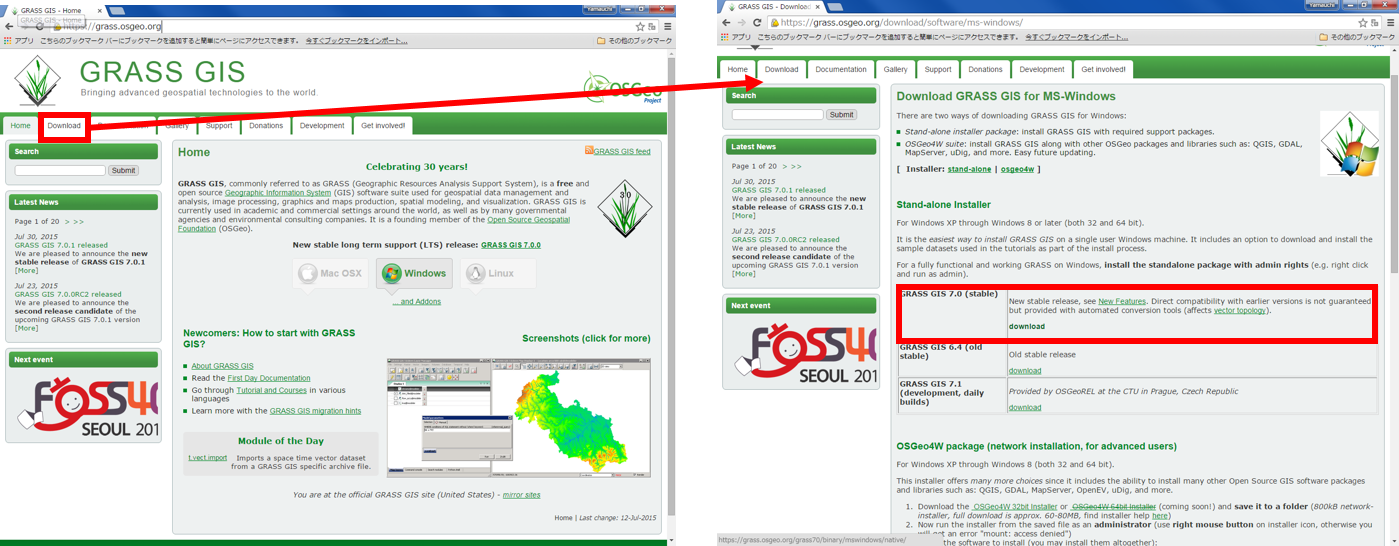 GRASS GIS - Home
Yamauchi
GRASS GIS - Home
https://grass.osgeo.org
アプリ こちらのブックマーク バーにブックマークを追加すると簡単にページにアクセスできます。 今すぐブックマークをインポート...
その他のブックマーク
GRASS GIS
Bringing advanced geospatial technologies to the world.
OSGeo
Project
Home
Download
Gallery
Support
Donations
Development
Get involved!
Search
Submit
Latest News
Page 1 of 20 > >>
Jul 30, 2015
GRASS GIS 7.0.1 released
We are pleased to announce the new
stable release of GRASS GIS 7.0.1
[More]
Jul 23, 2015
GRASS GIS 7.0.0RC2 released
We are pleased to announce the
second release candidate of the
upcoming GRASS GIS 7.0.1 version
[More]
Next event
FOSS4G
SEOUL 201
Home
GRASS GIS feed
Celebrating 30 years!
GRASS GIS, commonly referred to as GRASS (Geographic Resources Analysis Support System), is a free and
open source Geographic Information System (GIS) software suite used for geospatial data management and
analysis, image processing, graphics and maps production, spatial modeling, and visualization. GRASS GIS is
currently used in academic and commercial settings around the world, as well as by many governmental
agencies and environmental consulting companies. It is a founding member of the Open Source Geospatial
Foundation (OSGeo).
30
New stable long term support (LTS) release: GRASS GIS 7.0.0
Mac OSX
Windows
Linux
... and Addons
Newcomers: How to start with GRASS
GIS?
About GRASS GIS
Read the First Day Documentation
Go through Tutorial and Courses in various
languages
Learn more with the GRASS GIS migration hints
Screenshots (click for more)
Module of the Day
t.vect.import Imports a space time vector dataset
from a GRASS GIS specific archive file.
You are at the official GRASS GIS site (United States) - mirror sites
Home | Last change: 12-Jul-2015
GRASS GIS - Download
Yamauchi
https://grass.osgeo.org/download/software/ms-windows/
アプリ こちらのブックマーク バーにブックマークを追加すると簡単にページにアクセスできます。 今すぐブックマークをインポート...
その他のブックマーク
Project
Home
Download
Documentation
Gallery
Support
Donations
Development
Get involved!
Search
Submit
Latest News
Page 1 of 20 > >>
Jul 30, 2015
GRASS GIS 7.0.1 released
We are pleased to announce the new
stable release of GRASS GIS 7.0.1
[More]
Jul 23, 2015
GRASS GIS 7.0.0RC2 released
We are pleased to announce the
second release candidate of the
upcoming GRASS GIS 7.0.1 version
[More]
Next event
FOSS4G
SEOUL 201
Download GRASS GIS for MS-Windows
There are two ways of downloading GRASS GIS for Windows:
Stand-alone installer package: install GRASS GIS with required support packages.
OSGeo4W suite: install GRASS GIS along with other OSGeo packages and libraries such as: QGIS, GDAL,
MapServer, uDig, and more. Easy future updating.
[ Installer: stand-alone | osgeo4w ]
Stand-alone Installer
For Windows XP through Windows 8 or later (both 32 and 64 bit).
It is the easiest way to install GRASS GIS on a single user Windows machine. It includes an option to download and install the
sample datasets used in the tutorials as part of the install process.
For a fully functional and working GRASS on Windows, install the standalone package with admin rights (e.g. right click
and run as admin).
GRASS GIS 7.0 (stable)
New stable release, see New Features. Direct compatibility with earlier versions is not guaranteed
but provided with automated conversion tools (affects vector topology).
download
GRASS GIS 6.4 (old
stable)
Old stable release
download
GRASS GIS 7.1
(development, daily
builds)
Provided by OSGeoREL at the CTU in Prague, Czech Republic
download
OSGeo4W package (network installation, for advanced users)
For Windows XP through Windows 8 (both 32 and 64 bit).
This installer offers many more choices since it includes the ability to install many other Open Source GIS software packages
and libraries such as: QGIS, GDAL, MapServer, OpenEV, uDig, and more.
1. Download the OSGeo4W 32bit Installer or OSGeo4W 64bit Installer (coming soon!) and save it to a folder (800kB network-
installer, full download is approx. 60-80MB, find installer help here)
2. Now run the installer from the saved file as an administrator (use right mouse button on installer icon, otherwise you
will get an error "mount: access denied")
the software to install (you may install them altogether):
https://grass.osgeo.org/grass70/binary/mswindows/native/